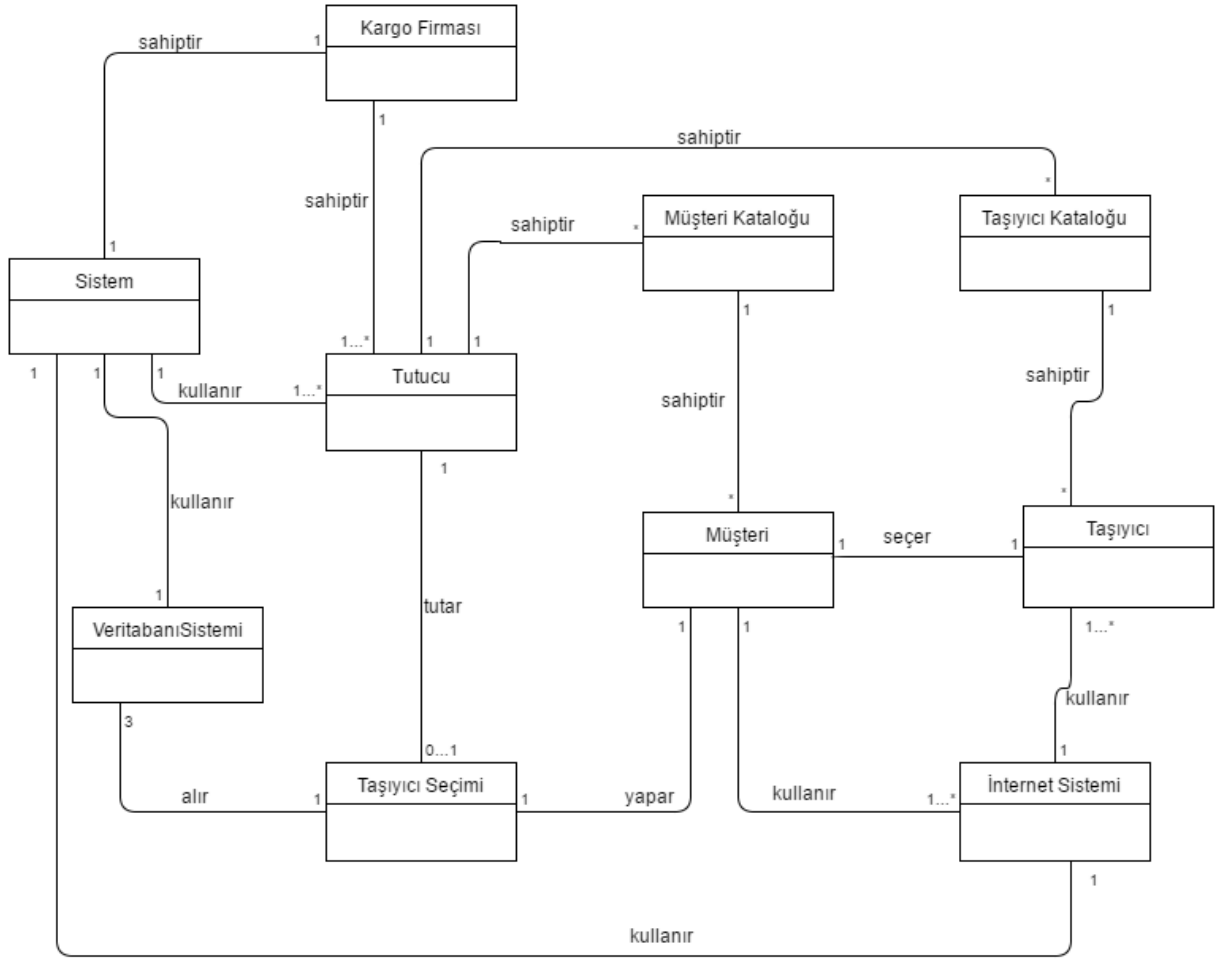 Kargo Firması
sahiptir
1
1
sahiptir
sahiptir
*
Müşteri Kataloğu
Taşıyıcı Kataloğu
sahiptir
*
1
Sistem
1
1
sahiptir
1...*
1
1
1
1
1
kullanır
1...*
Tutucu
sahiptir
sahiptir
1
kullanır
*
*
Müşteri
Taşıyıcı
1
seçer
1
1
VeritabanıSistemi
tutar
1
1
1...*
kullanır
3
0...1
1
Taşıyıcı Seçimi
İnternet Sistemi
alır
1
1
yapar
kullanır
1...*
1
kullanır